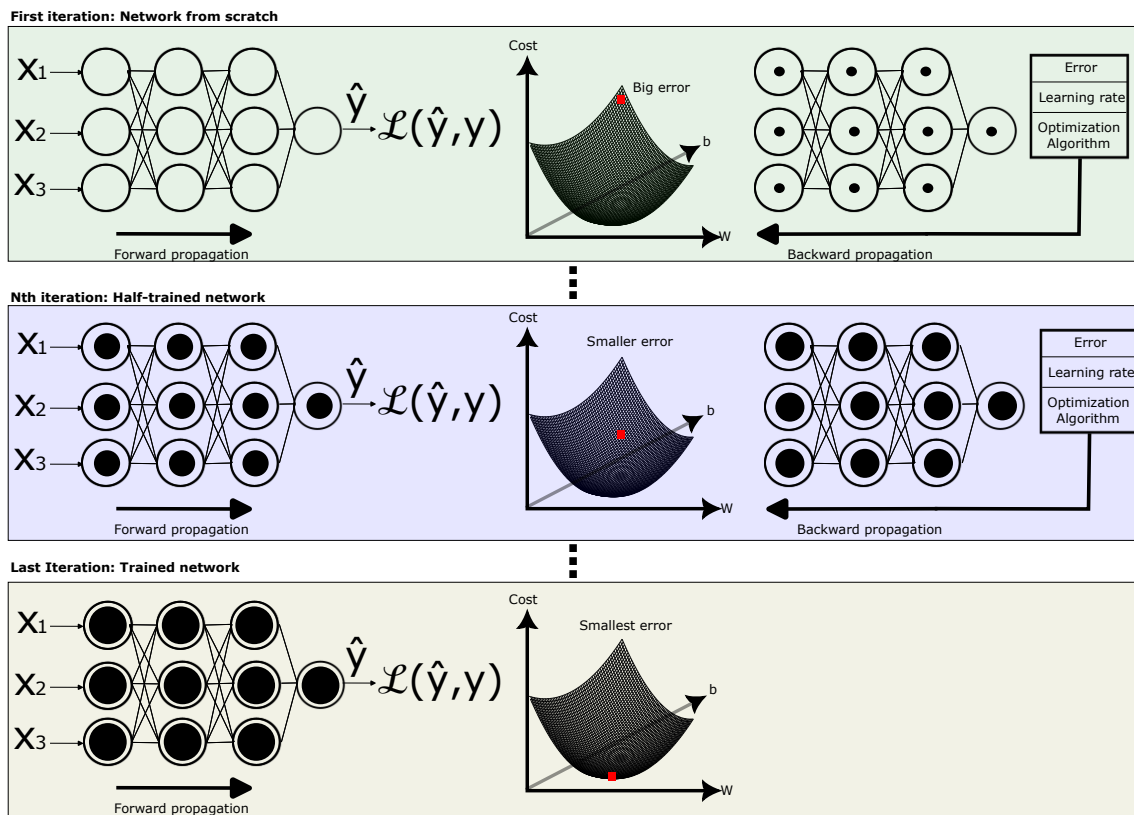 First iteration: Network from scratch
X1
X2
X3
ŷ
ℒ(ŷ,y)
Forward propagation
Cost
Big error
b
W
Error
Learning rate
Optimization
Algorithm
Backward propagation
Nth iteration: Half-trained network
X1
X2
X3
ŷ
ℒ(ŷ,y)
Forward propagation
Cost
Smaller error
b
W
Error
Learning rate
Optimization
Algorithm
Backward propagation
Last Iteration: Trained network
X1
X2
X3
ŷ
ℒ(ŷ,y)
Forward propagation
Cost
Smallest error
b
W